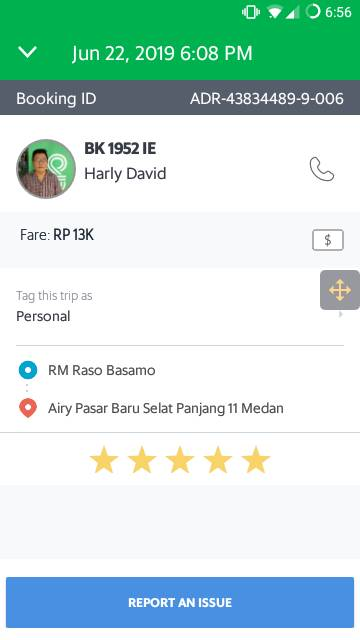 6:56
Jun 22, 2019 6:08 PM
Booking ID ADR-43834489-9-006
BK 1952 IE
Harly David
Fare: RP 13K
$
Tag this trip as
Personal
RM Raso Basamo
Airy Pasar Baru Selat Panjang 11 Medan
REPORT AN ISSUE